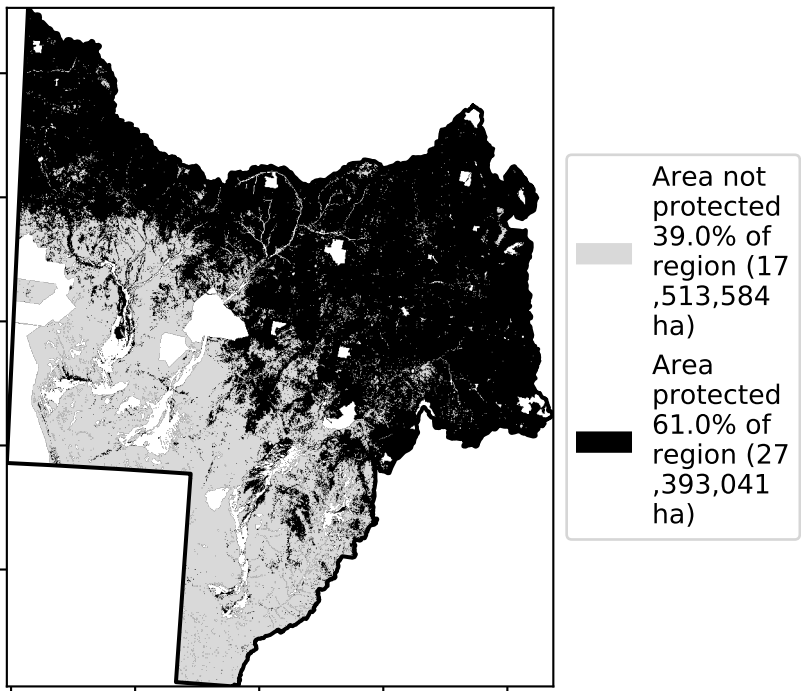 Area not
protected
39.0% of
region (17
,513,584
ha)
Area
protected
61.0% of
region (27
,393,041
ha)